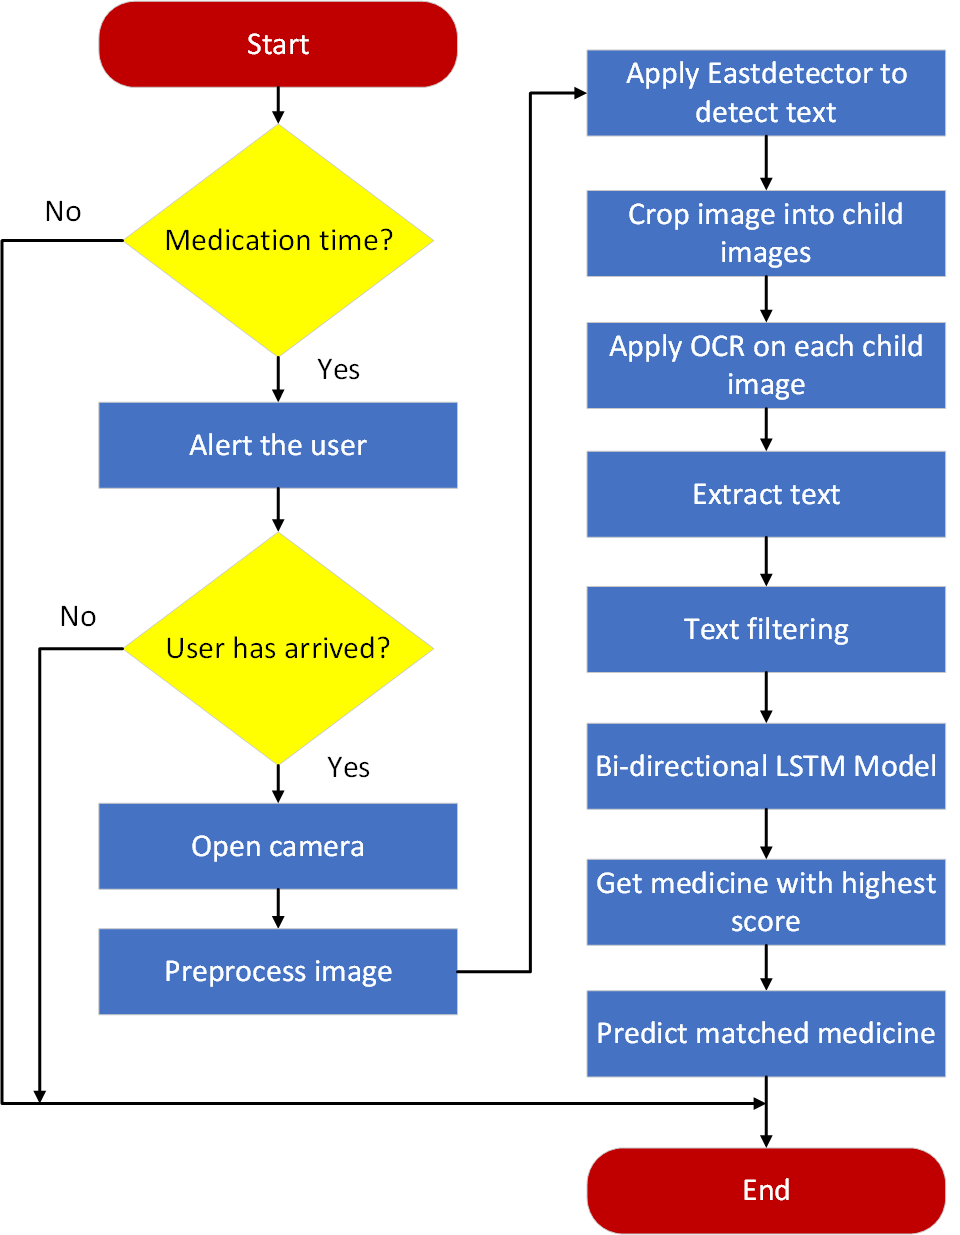 Start
No
Medication time?
Yes
Alert the user
No
User has arrived?
Yes
Open camera
Preprocess image
Apply Eastdetector to
detect text
Crop image into child
images
Apply OCR on each child
image
Extract text
Text filtering
Bi-directional LSTM Model
Get medicine with highest
score
Predict matched medicine
End